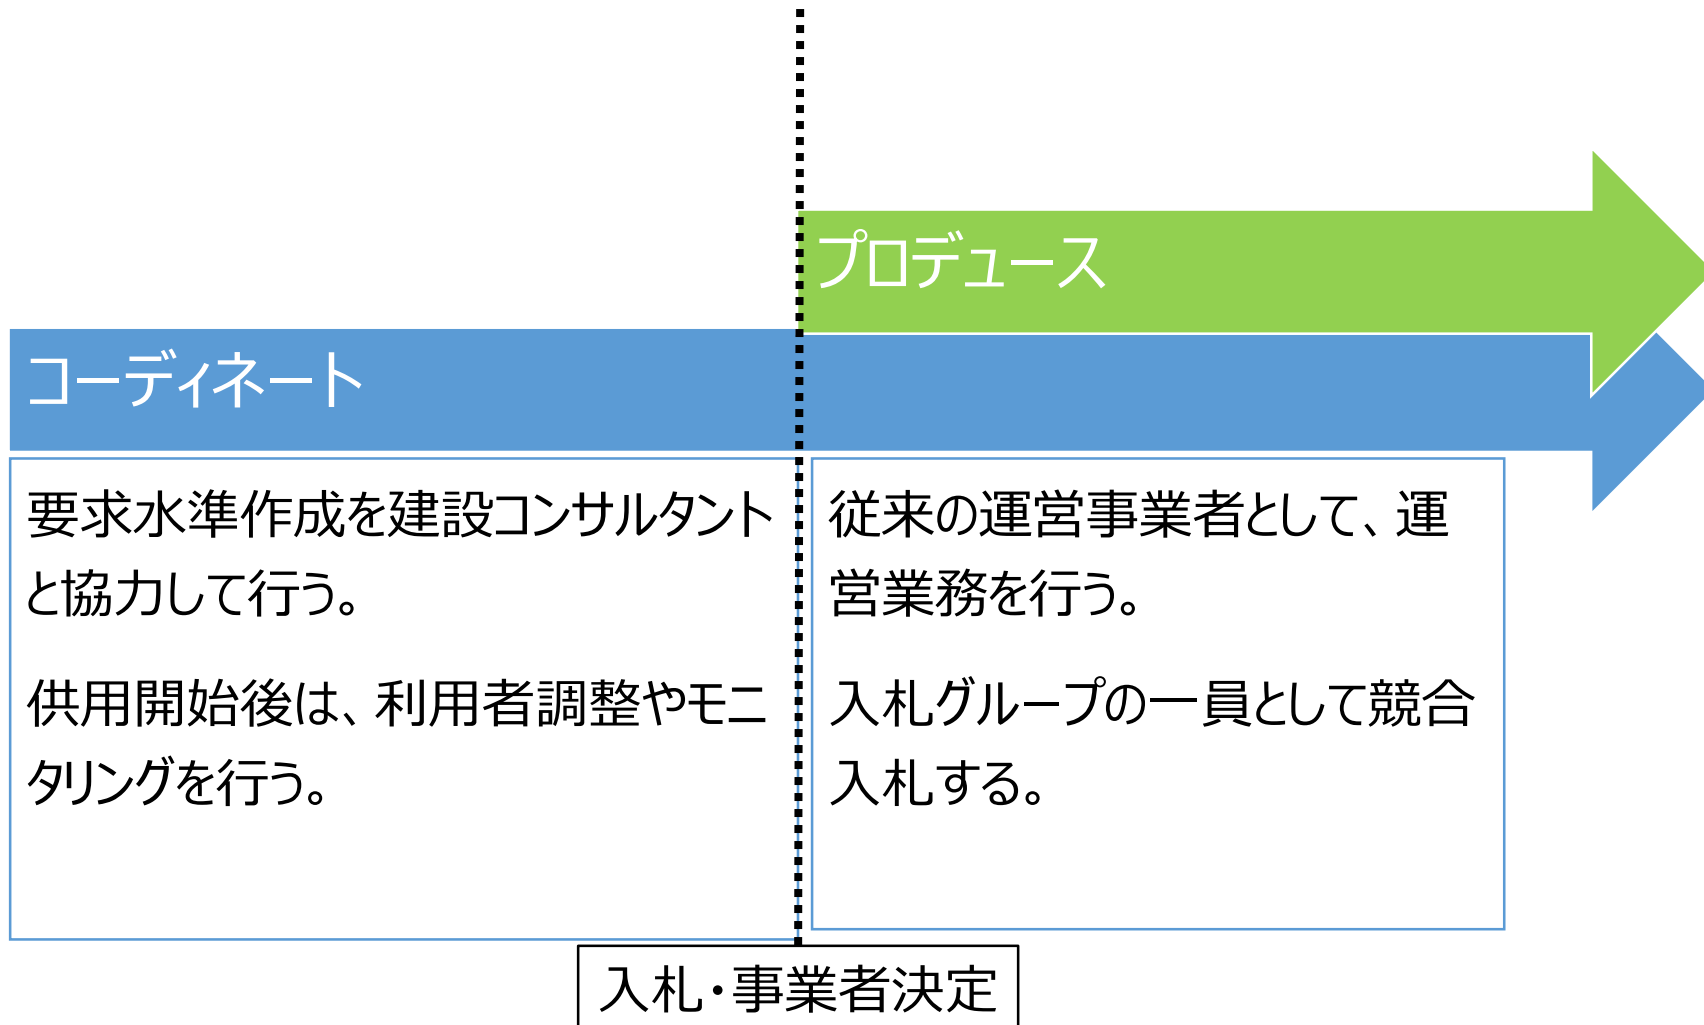 プロデュース
コーディネート
要求水準作成を建設コンサルタント
と協力して行う。
供用開始後は、利用者調整やモニ
タリングを行う。
従来の運営事業者として、運
営業務を行う。
入札グループの一員として競合
入札する。
入札・事業者決定